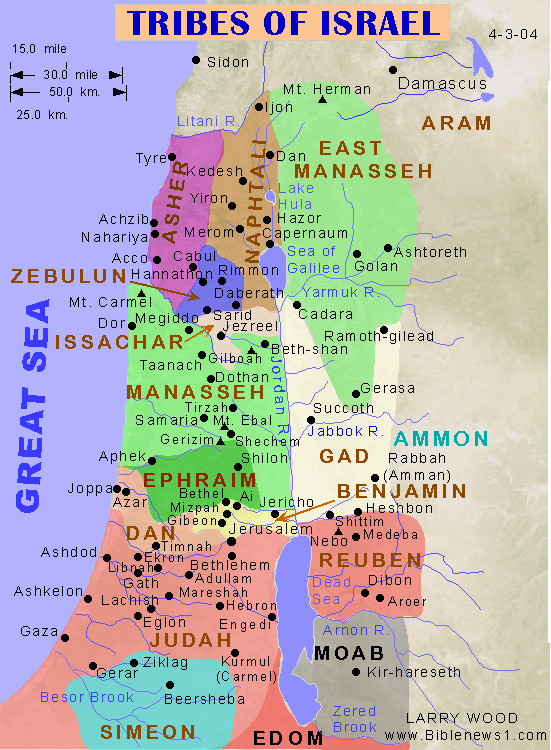 TRIBES OF ISRAEL
4-3-04
15.0 mile
30.0 mile
50.0 km.
25.0 km.
Sidon
Mt. Herman
Damascus
Ijon
Litani R.
ARAM
EAST
MANASSEH
Tyre
Dan
Kedesh
ASHER
NAPHTALI
Lake
Hula
Yiron
Achzib
Hazor
Nahariya
Merom
Capernaum
Sea of
Galilee
Ashtoreth
Golan
Acco
Cabul
ZEBULUN
Hannathon
Rimmon
Daberath
Yarmuk R.
Mt. Carmel
Cadara
Dor
Megiddo
Sarid
Jezreel
ISSACHAR
Ramoth-gilead
Beth-shan
Gilboah
Taanach
Jordan R.
Dothan
MANASSEH
Gerasa
Tirzah
Succoth
Samaria
Mt. Ebal
Jabbok R.
Gerizim
Shechem
AMMON
GREAT SEA
Aphek
Shiloh
GAD
Rabbah
(Amman)
EPHRAIM
BENJAMIN
Joppa
Azar
Bethel
Ai
Jericho
Mizpah
Heshbon
Gibeon
Shittim
DAN
Jerusalem
Nebo
Medeba
Timnah
Ashdod
Ekron
REUBEN
Libnah
Bethlehem
Gath
Adullam
Dead
Sea
Dibon
Ashkelon
Mareshah
Lachish
Hebron
Aroer
Eglon
Engedi
Gaza
JUDAH
Arnon R.
MOAB
Ziklag
Kurmul
(Carmel)
Gerar
Kir-hareseth
Besor Brook
Beersheba
Zered
Brook
LARRY WOOD
SIMEON
EDOM
www.Biblenews1.com